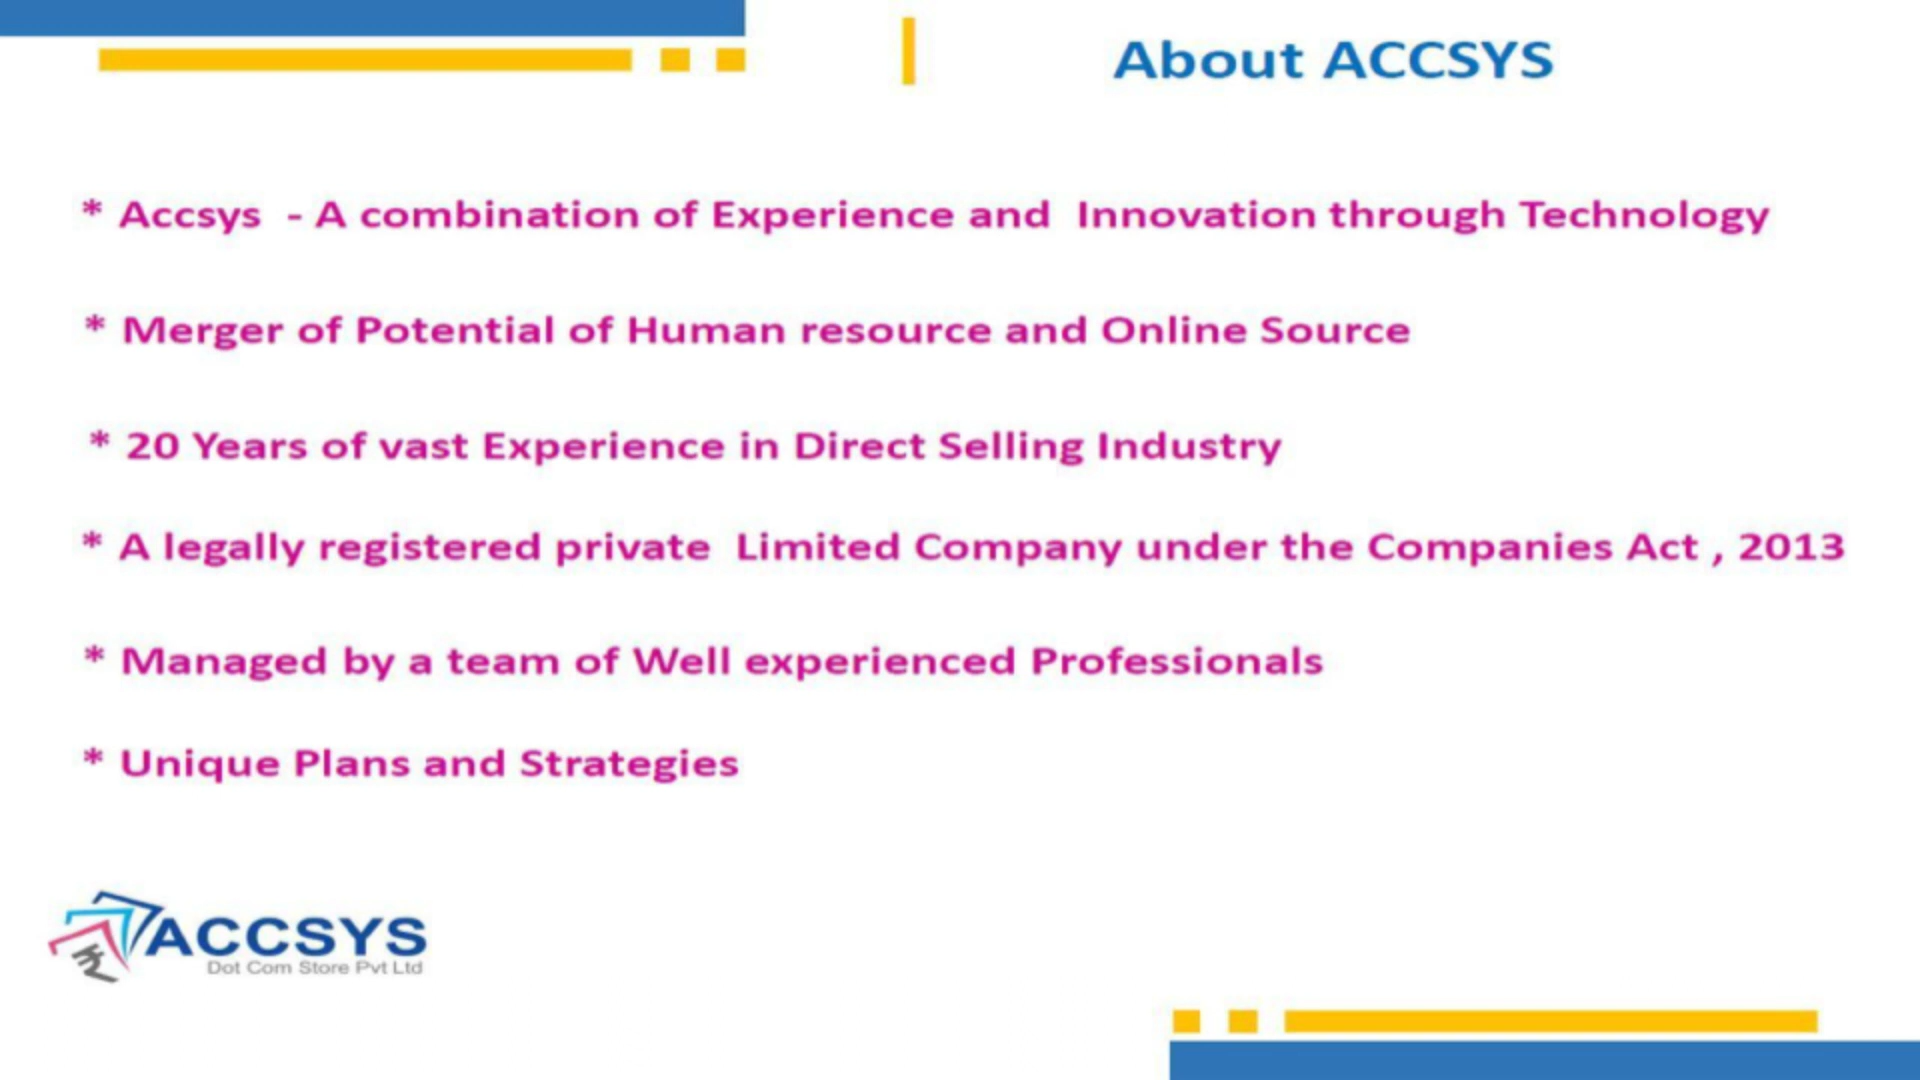 About ACCSYS
* Accsys - A combination of Experience and Innovation through Technology
* Merger of Potential of Human resource and Online Source
* 20 Years of vast Experience in Direct Selling Industry
* A legally registered private Limited Company under the Companies Act , 2013
* Managed by a team of Well experienced Professionals
* Unique Plans and Strategies
ACCSYS
Dot Com Store Pvt Ltd